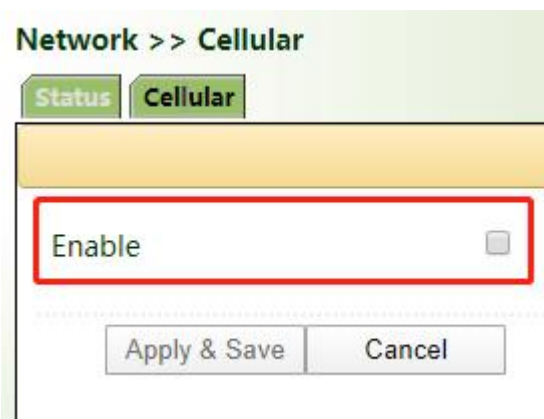 Network >> Cellular
Status Cellular
Enable
Apply & Save Cancel